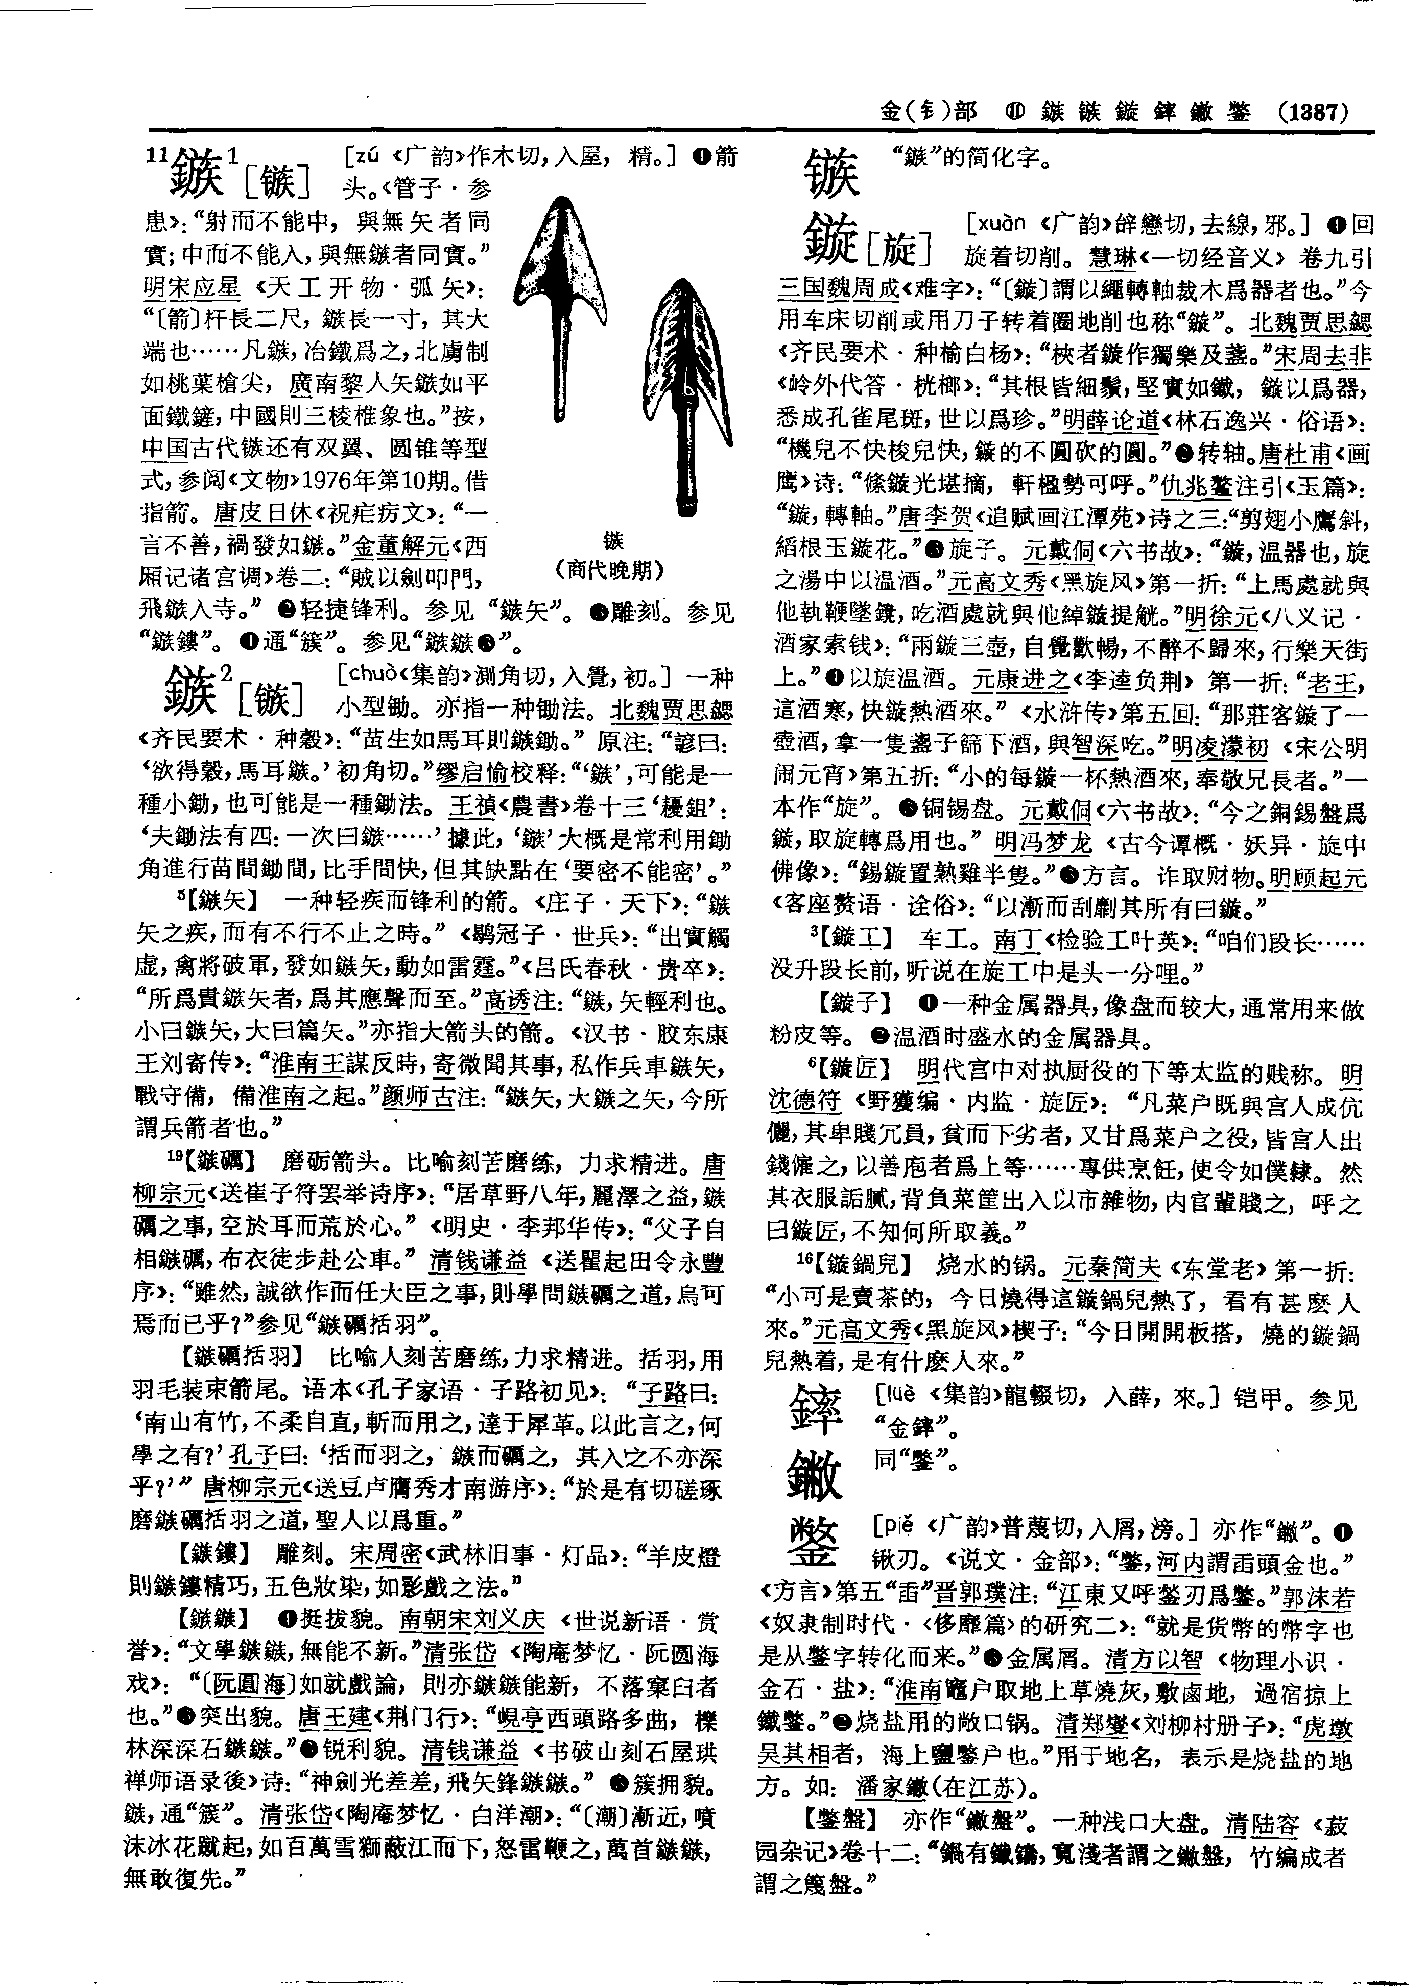 金(钅)部 ⑪ 鏃 镞 鏇 鋝 鐅 鐅 (1387)
11鏃1[镞] [zú《广韵》作木切,入屋,精。]❶箭
头。《管子·参
患》:“射而不能中,與無矢者同
實;中而不能入,與無鏃者同實。”
明宋应星《天工开物·弧矢》:
“〔箭〕杆長二尺,鏃長一寸,其大
端也……凡鏃,冶鐵爲之,北虜制
如桃葉槍尖,廣南黎人矢鏃如平
面鐵鏟,中國則三棱椎象也。”按,
中国古代镞还有双翼、圆锥等型
式,参阅《文物》1976年第10期。借
指箭。唐皮日休《祝疟疠文》:“一
言不善,禍發如鏃。”金董解元《西
厢记诸宫调》卷二:“賊以劍叩門,
飛鏃入寺。”❷轻捷锋利。参见“鏃矢”。❸雕刻。参见
“鏃鏤”。❹通“簇”。参见“鏃鏃❹”。
镞
(商代晚期)
鏃2[镞] [chuò《集韵》測角切,入覺,初。]一种
小型锄。亦指一种锄法。北魏贾思勰
《齐民要术·种穀》:“苗生如馬耳則鏃鋤。”原注:“諺曰:
‘欲得穀,馬耳鏃。’初角切。”缪启愉校释:“‘鏃’,可能是一
種小鋤,也可能是一種鋤法。王禎《農書》卷十三‘耰鉏’:
‘夫鋤法有四:一次曰鏃……’據此,‘鏃’大概是常利用鋤
角進行苗間鋤間,比手間快,但其缺點在‘要密不能密’。”
5【鏃矢】 一种轻疾而锋利的箭。《庄子·天下》:“鏃
矢之疾,而有不行不止之時。”《鹖冠子·世兵》:“出實觸
虚,禽將破軍,發如鏃矢,動如雷霆。”《吕氏春秋·贵卒》:
“所爲貴鏃矢者,爲其應聲而至。”高诱注:“鏃,矢輕利也。
小曰鏃矢,大曰篇矢。”亦指大箭头的箭。《汉书·胶东康
王刘寄传》:“淮南王謀反時,寄微聞其事,私作兵車鏃矢,
戰守備,備淮南之起。”颜师古注:“鏃矢,大鏃之矢,今所
謂兵箭者也。”
19【鏃礪】 磨砺箭头。比喻刻苦磨练,力求精进。唐
柳宗元《送崔子符罢举诗序》:“居草野八年,麗澤之益,鏃
礪之事,空於耳而荒於心。”《明史·李邦华传》:“父子自
相鏃礪,布衣徒步赴公車。”清钱谦益《送瞿起田令永豐
序》:“雖然,誠欲作而任大臣之事,則學問鏃礪之道,烏可
焉而已乎?”参见“鏃礪括羽”。
【鏃礪括羽】 比喻人刻苦磨练,力求精进。括羽,用
羽毛装束箭尾。语本《孔子家语·子路初见》:“子路曰:
‘南山有竹,不柔自直,斬而用之,達于犀革。以此言之,何
學之有?’孔子曰:‘括而羽之,鏃而礪之,其入之不亦深
乎?’”唐柳宗元《送豆卢膺秀才南游序》:“於是有切磋琢
磨鏃礪括羽之道,聖人以爲重。”
【鏃鏤】 雕刻。宋周密《武林旧事·灯品》:“羊皮燈
則鏃鏤精巧,五色妝染,如影戲之法。”
【鏃鏃】 ❶挺拔貌。南朝宋刘义庆《世说新语·赏
誉》:“文學鏃鏃,無能不新。”清张岱《陶庵梦忆·阮圆海
戏》:“〔阮圓海〕如就戲論,則亦鏃鏃能新,不落窠臼者
也。”❷突出貌。唐王建《荆门行》:“峴亭西頭路多曲,櫟
林深深石鏃鏃。”❸锐利貌。清钱谦益《书破山刻石屋珙
禅师语录後》诗:“神劍光差差,飛矢鋒鏃鏃。”❹簇拥貌。
鏃,通“簇”。清张岱《陶庵梦忆·白洋潮》:“〔潮〕漸近,噴
沫冰花蹴起,如百萬雪獅蔽江而下,怒雷鞭之,萬首鏃鏃,
無敢復先。”
镞 “鏃”的简化字。
鏇[旋] [xuàn《广韵》辝戀切,去線,邪。]❶回
旋着切削。慧琳《一切经音义》卷九引
三国魏周成《难字》:“〔鏇〕謂以繩轉軸裁木爲器者也。”今
用车床切削或用刀子转着圈地削也称“鏇”。北魏贾思勰
《齐民要术·种榆白杨》:“梜者鏇作獨樂及盞。”宋周去非
《岭外代答·桄榔》:“其根皆細鬚,堅實如鐵,鏇以爲器,
悉成孔雀尾斑,世以爲珍。”明薛论道《林石逸兴·俗语》:
“機兒不快梭兒快,鏇的不圓砍的圓。”❷转轴。唐杜甫《画
鹰》诗:“絛鏇光堪摘,軒楹勢可呼。”仇兆鳌注引《玉篇》:
“鏇,轉軸。”唐李贺《追赋画江潭苑》诗之三:“剪翅小鷹斜,
縚根玉鏇花。”❸旋子。元戴侗《六书故》:“鏇,温器也,旋
之湯中以温酒。”元高文秀《黑旋风》第一折:“上馬處就與
他執鞭墜鐙,吃酒處就與他綽鏇提觥。”明徐元《八义记·
酒家索钱》:“兩鏇三壺,自覺歡暢,不醉不歸來,行樂天街
上。”❹以旋温酒。元康进之《李逵负荆》第一折:“老王,
這酒寒,快鏇熱酒來。”《水浒传》第五回:“那莊客鏇了一
壺酒,拿一隻盞子篩下酒,與智深吃。”明凌濛初《宋公明
闹元宵》第五折:“小的每鏇一杯熱酒來,奉敬兄長者。”一
本作“旋”。❺铜锡盘。元戴侗《六书故》:“今之銅錫盤爲
鏇,取旋轉爲用也。”明冯梦龙《古今谭概·妖异·旋中
佛像》:“錫鏇置熟雞半隻。”❻方言。诈取财物。明顾起元
《客座赘语·诠俗》:“以漸而刮劘其所有曰鏇。”
3【鏇工】 车工。南丁《检验工叶英》:“咱们段长……
没升段长前,听说在旋工中是头一分哩。”
【鏇子】 ❶一种金属器具,像盘而较大,通常用来做
粉皮等。❷温酒时盛水的金属器具。
6【鏇匠】 明代宫中对执厨役的下等太监的贱称。明
沈德符《野獲编·内监·旋匠》:“凡菜户既與宫人成伉
儷,其卑賤冗員,貧而下劣者,又甘爲菜户之役,皆宫人出
錢僱之,以善庖者爲上等……專供烹飪,使令如僕隸。然
其衣服詬膩,背負菜筐出入以市雜物,内官輩賤之,呼之
曰鏇匠,不知何所取義。”
16【鏇鍋兒】 烧水的锅。元秦简夫《东堂老》第一折:
“小可是賣茶的,今日燒得這鏇鍋兒熱了,看有甚麽人
來。”元高文秀《黑旋风》楔子:“今日開開板搭,燒的鏇鍋
兒熱着,是有什麽人來。”
鋝 [luè《集韵》龍輟切,入薛,來。]铠甲。参见
“金鋝”。
鐅 同“鐅”。
鐅 [piě《广韵》普蔑切,入屑,滂。]亦作“鐅”。❶
锹刃。《说文·金部》:“鐅,河内謂臿頭金也。”
《方言》第五“臿”晋郭璞注:“江東又呼鍫刃爲鐅。”郭沫若
《奴隶制时代·〈侈靡篇〉的研究二》:“就是货幣的幣字也
是从鐅字转化而来。”❷金属屑。清方以智《物理小识·
金石·盐》:“淮南竈户取地上草燒灰,敷鹵地,過宿掠上
鐵鐅。”❸烧盐用的敞口锅。清郑燮《刘柳村册子》:“虎墩
吴其相者,海上鹽鐅户也。”用于地名,表示是烧盐的地
方。如:潘家鐅(在江苏)。
【鐅盤】 亦作“鐅盤”。一种浅口大盘。清陆容《菽
园杂记》卷十二:“鍋有鐵鑄,寬淺者謂之鐅盤,竹编成者
謂之篾盤。”